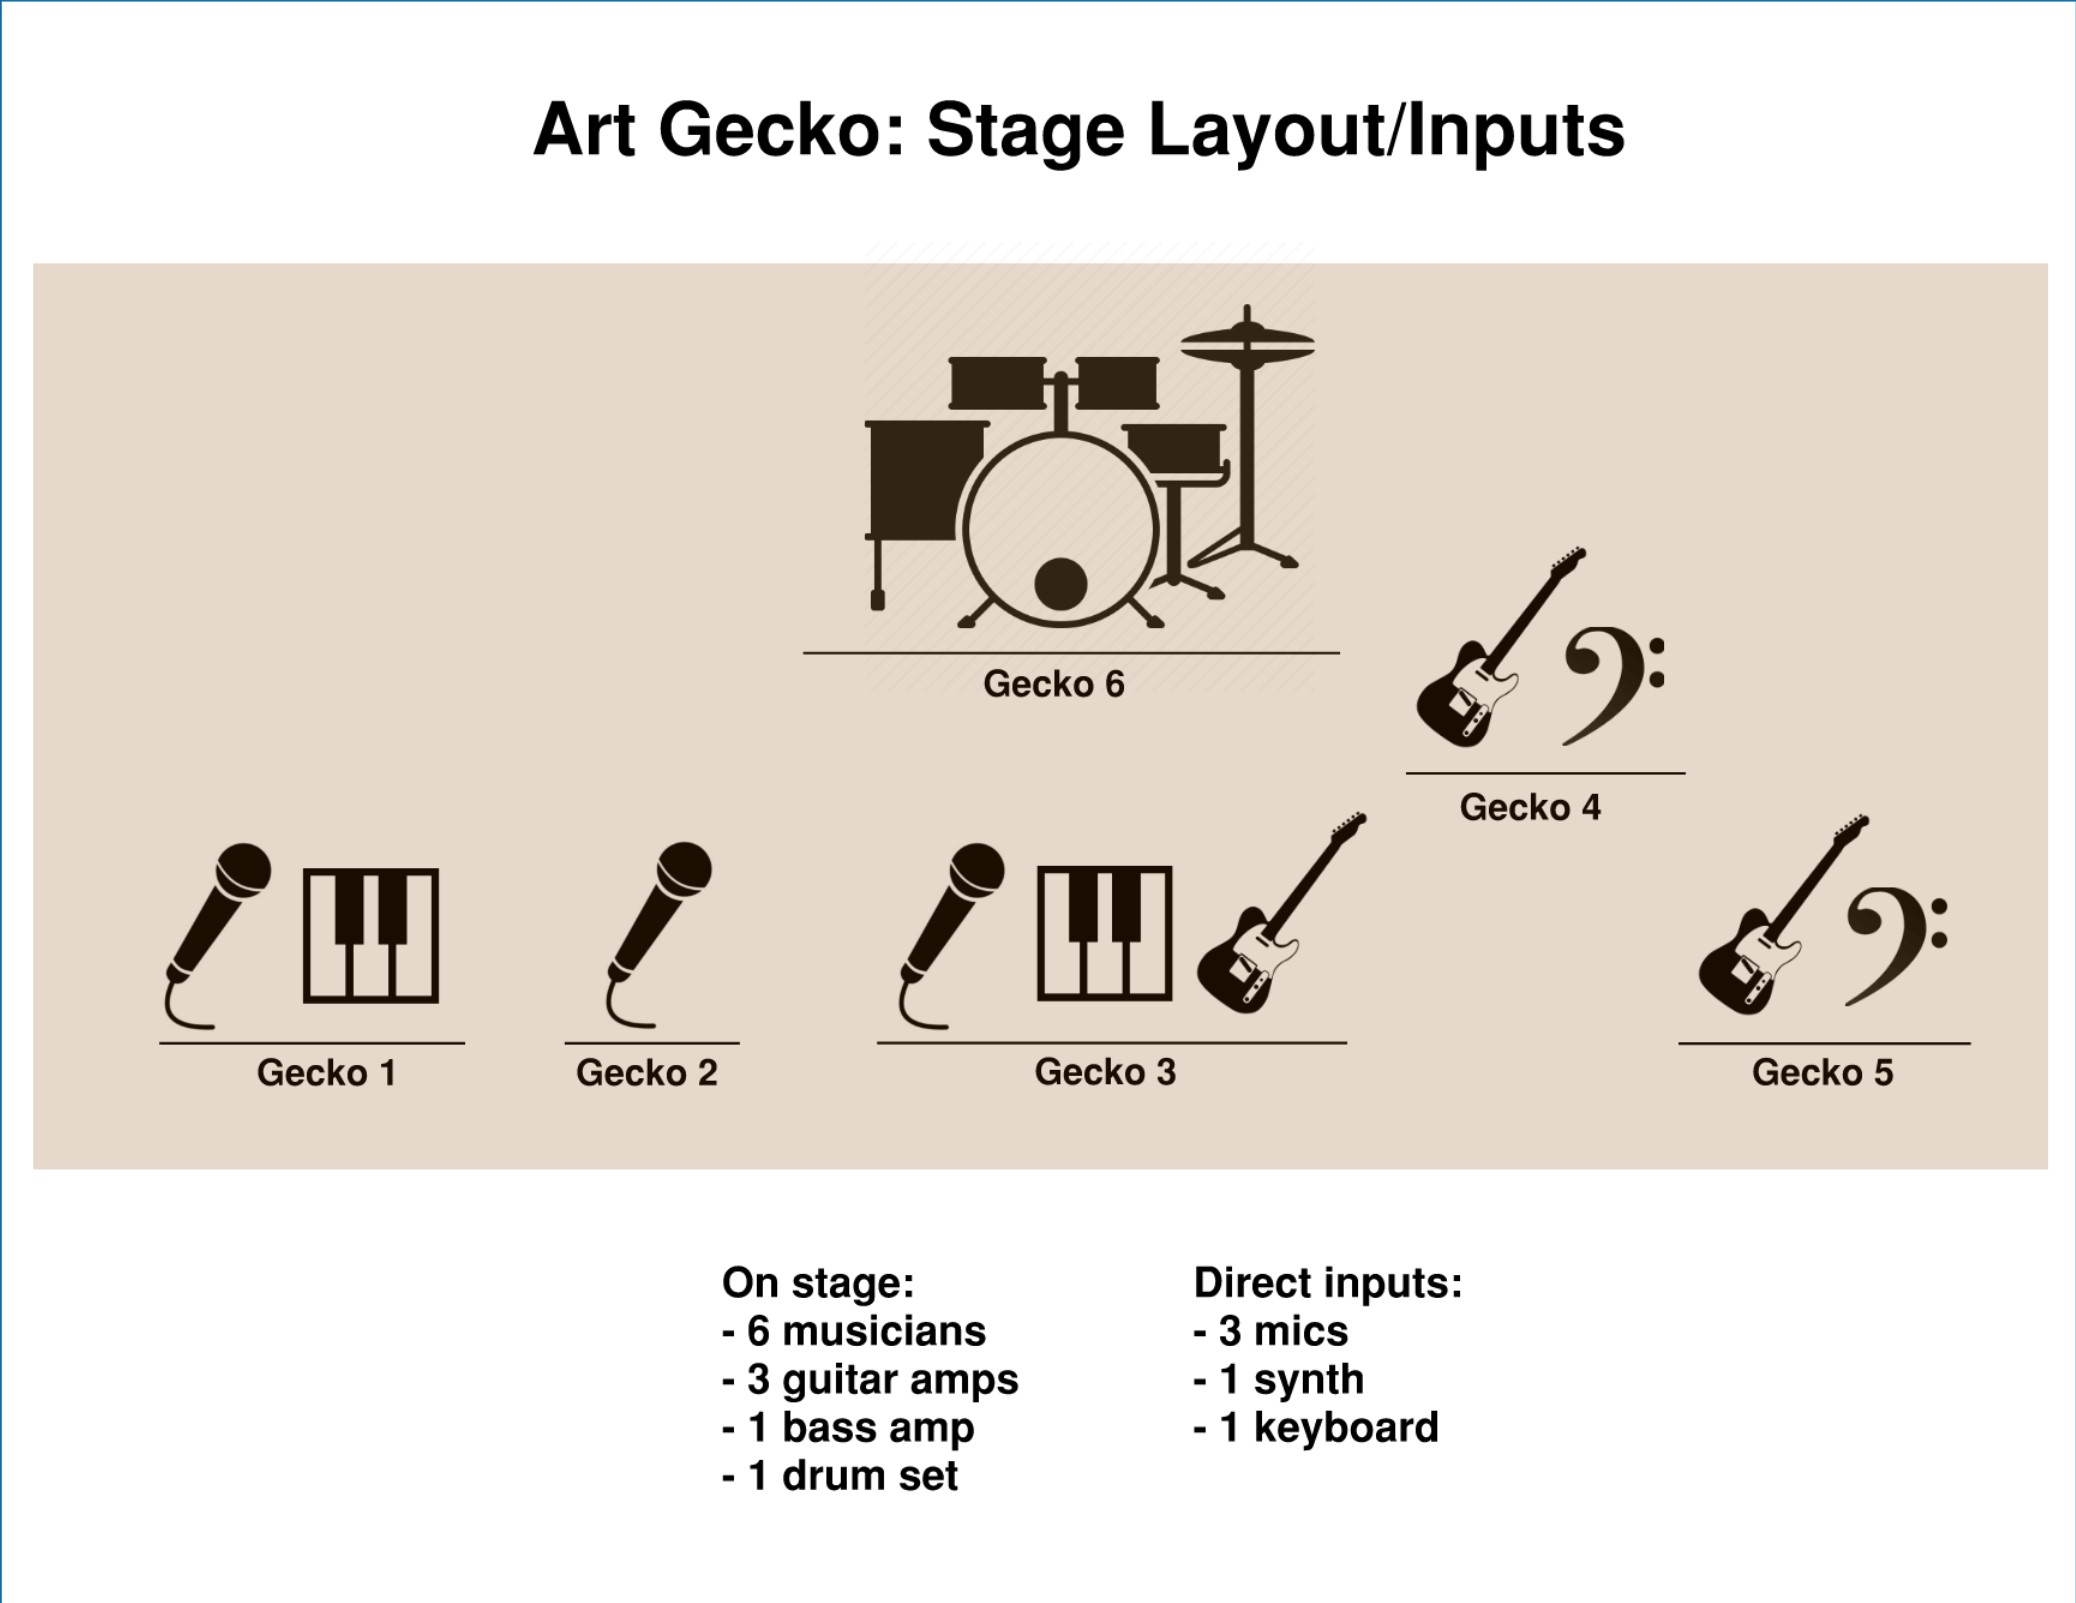 Art Gecko: Stage Layout/Inputs
Gecko 6
Gecko 4
Gecko 1
Gecko 2
Gecko 3
Gecko 5
On stage:
- 6 musicians
- 3 guitar amps
- 1 bass amp
- 1 drum set
Direct inputs:
- 3 mics
- 1 synth
- 1 keyboard